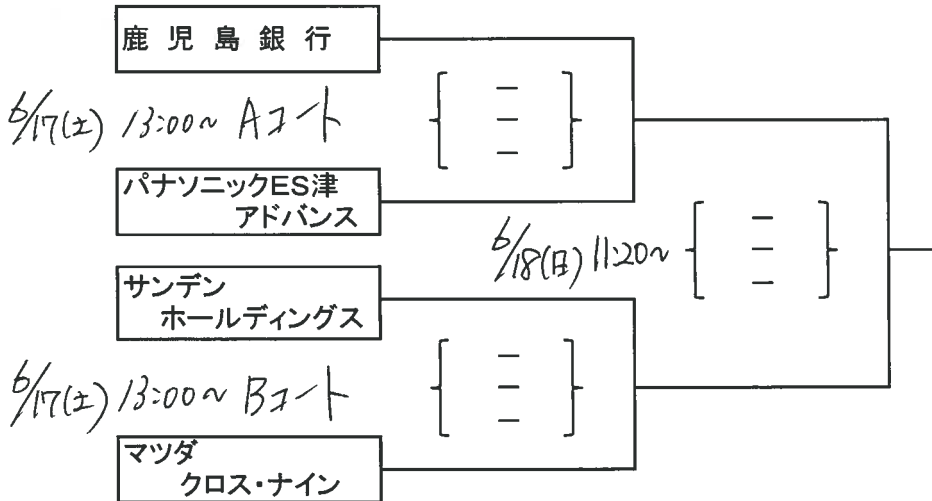 鹿児島銀行
6/17(土) 13:00~ Aコート
パナソニックES津
アドバンス
6/18(日) 11:20~
サンデン
ホールディングス
6/17(土) 13:00~ Bコート
マツダ
クロス・ナイン